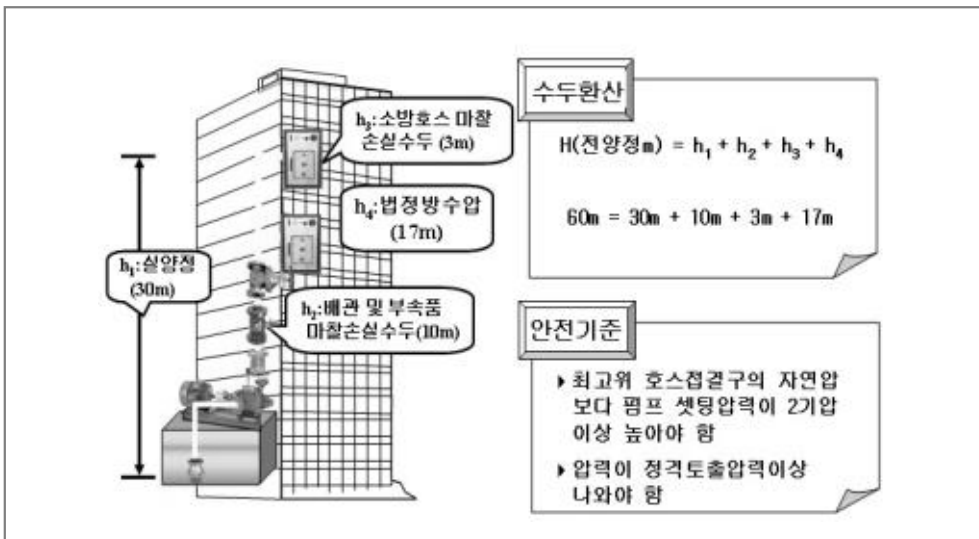 h₃:소방호스 마찰
손실수두 (3m)
h₄:법정방수압
(17m)
h₁:실양정
(30m)
h₂:배관 및 부속품
마찰손실수두(10m)
수두환산
H(전양정m) = h₁ + h₂ + h₃ + h₄
60m = 30m + 10m + 3m + 17m
안전기준
▶ 최고위 호스접결구의 자연압
보다 펌프 셋팅압력이 2기압
이상 높아야 함
▶ 압력이 정격토출압력이상
나와야 함